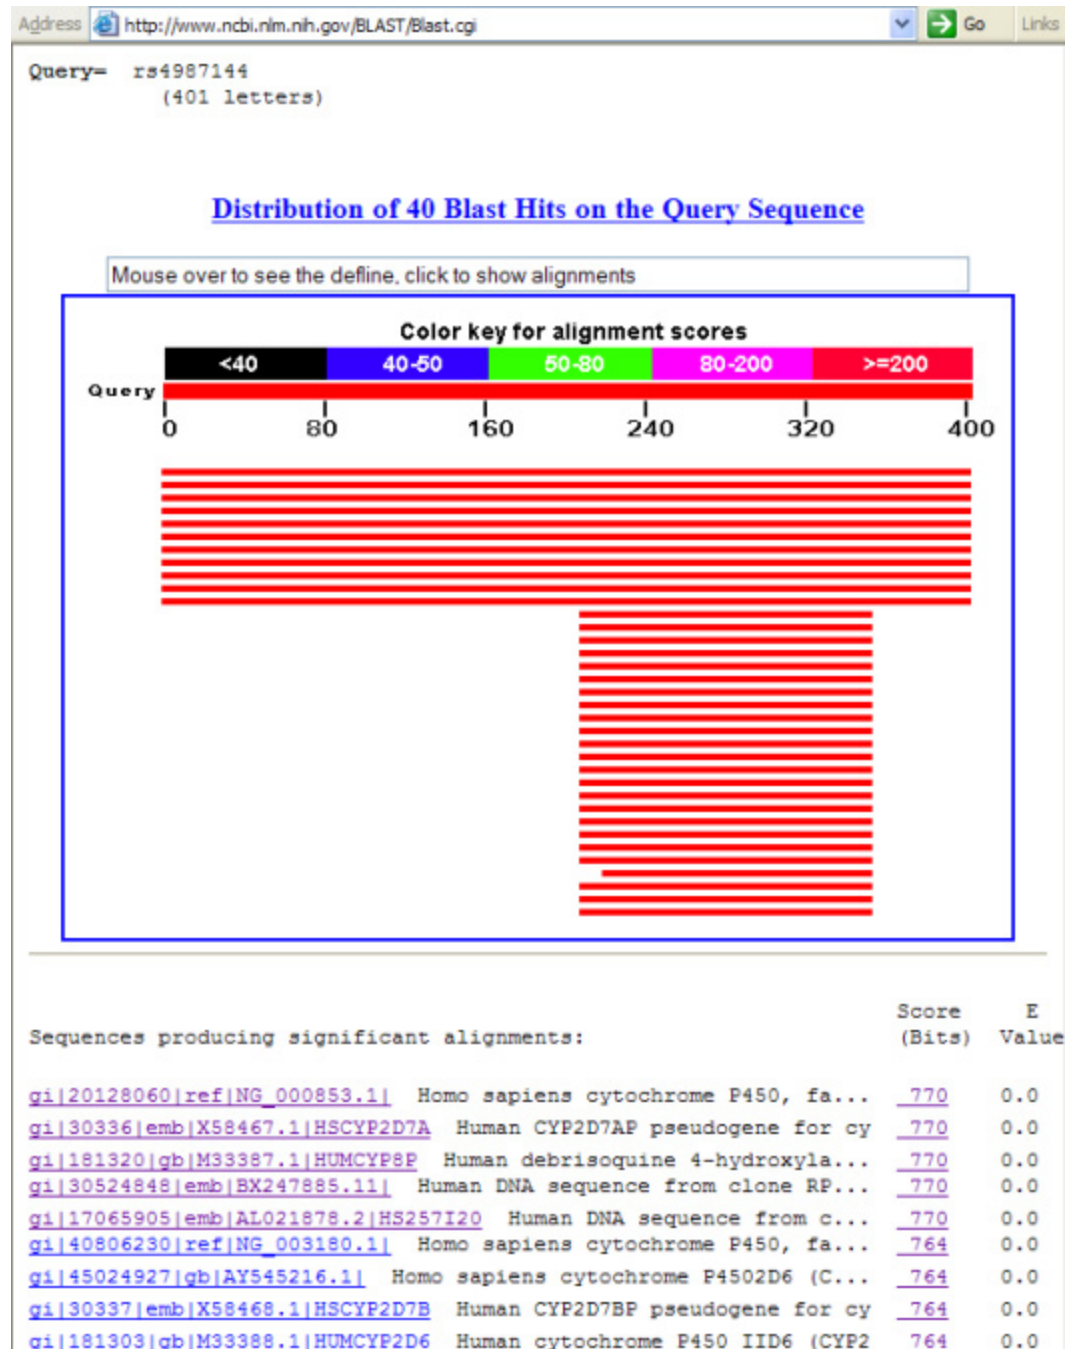 Address http://www.ncbi.nlm.nih.gov/BLAST/Blast.cgi Go Links
Query= rs4987144
(401 letters)
Distribution of 40 Blast Hits on the Query Sequence
Mouse over to see the defline, click to show alignments
Color key for alignment scores
<40 40-50 50-80 80-200 >=200
Query
0 80 160 240 320 400
Score E
Sequences producing significant alignments: (Bits) Value
gi|20128060|ref|NG_000853.1| Homo sapiens cytochrome P450, fa... 770 0.0
gi|30336|emb|X58467.1|HSCYP2D7A Human CYP2D7AP pseudogene for cy 770 0.0
gi|181320|gb|M33387.1|HUMCYP8P Human debrisoquine 4-hydroxyla... 770 0.0
gi|30524848|emb|BX247885.11| Human DNA sequence from clone RP... 770 0.0
gi|17065905|emb|AL021878.2|HS257I20 Human DNA sequence from c... 770 0.0
gi|40806230|ref|NG_003180.1| Homo sapiens cytochrome P450, fa... 764 0.0
gi|45024927|gb|AY545216.1| Homo sapiens cytochrome P4502D6 (C... 764 0.0
gi|30337|emb|X58468.1|HSCYP2D7B Human CYP2D7BP pseudogene for cy 764 0.0
gi|181303|gb|M33388.1|HUMCYP2D6 Human cytochrome P450 IID6 (CYP2 764 0.0